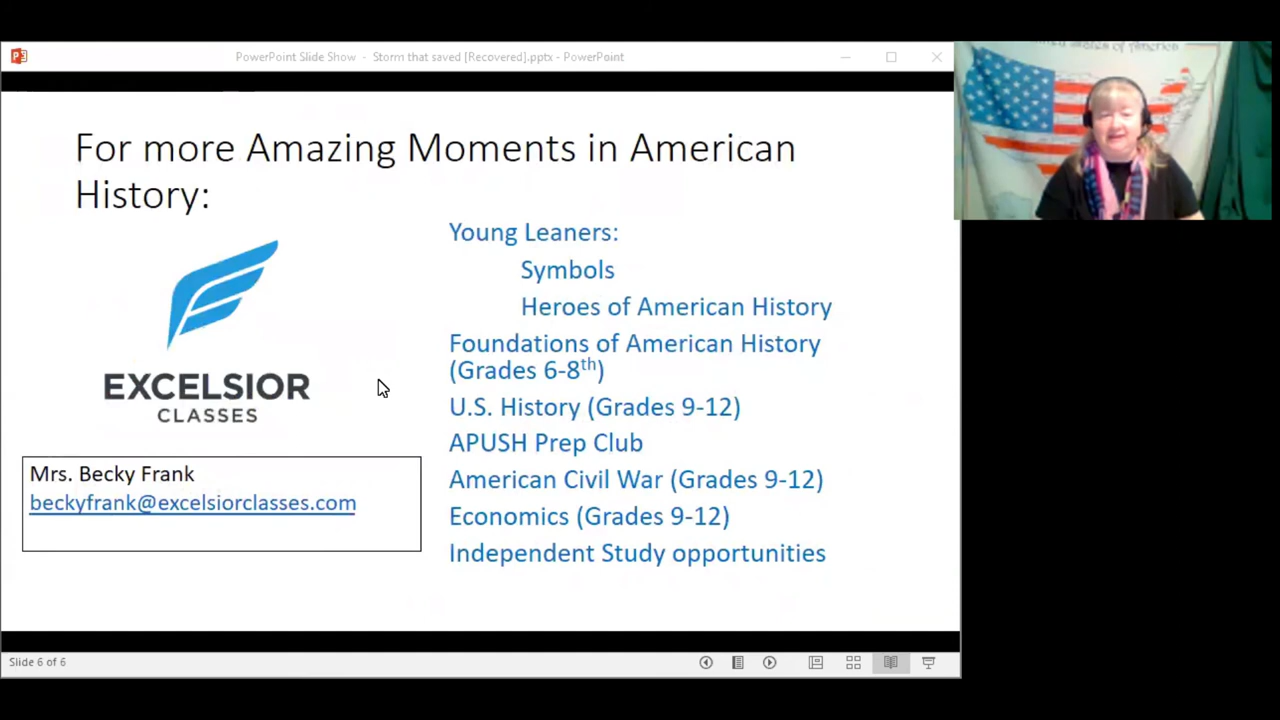 PowerPoint Slide Show - Storm that saved [Recovered].pptx - PowerPoint
For more Amazing Moments in American
History:
EXCELSIOR
CLASSES
Mrs. Becky Frank
beckyfrank@excelsiorclasses.com
Young Leaners:
Symbols
Heroes of American History
Foundations of American History
(Grades 6-8th)
U.S. History (Grades 9-12)
APUSH Prep Club
American Civil War (Grades 9-12)
Economics (Grades 9-12)
Independent Study opportunities
Slide 6 of 6
States of America